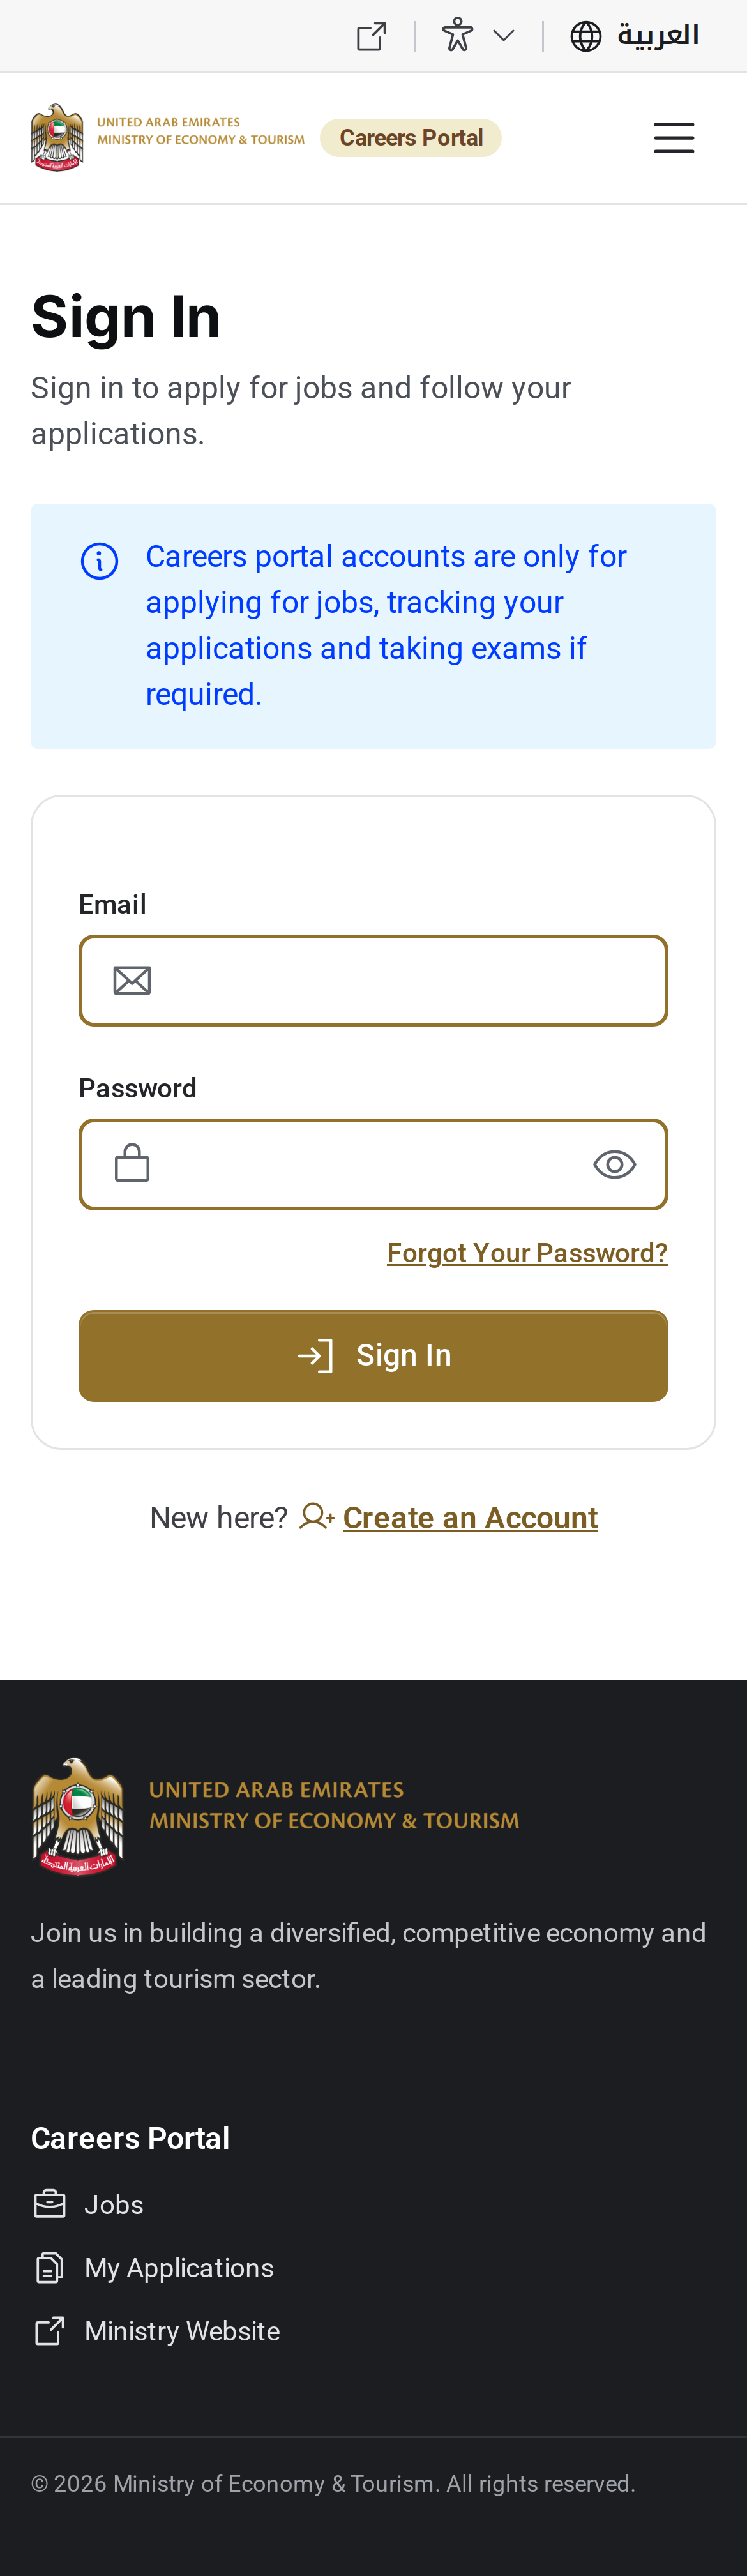 العربية
UNITED ARAB EMIRATES
MINISTRY OF ECONOMY & TOURISM
Careers Portal
Sign In
Sign in to apply for jobs and follow your
applications.
Careers portal accounts are only for
applying for jobs, tracking your
applications and taking exams if
required.
Email
Password
Forgot Your Password?
Sign In
New here? Create an Account
UNITED ARAB EMIRATES
MINISTRY OF ECONOMY & TOURISM
الإمارات العربية المتحدة
Join us in building a diversified, competitive economy and
a leading tourism sector.
Careers Portal
Jobs
My Applications
Ministry Website
© 2026 Ministry of Economy & Tourism. All rights reserved.